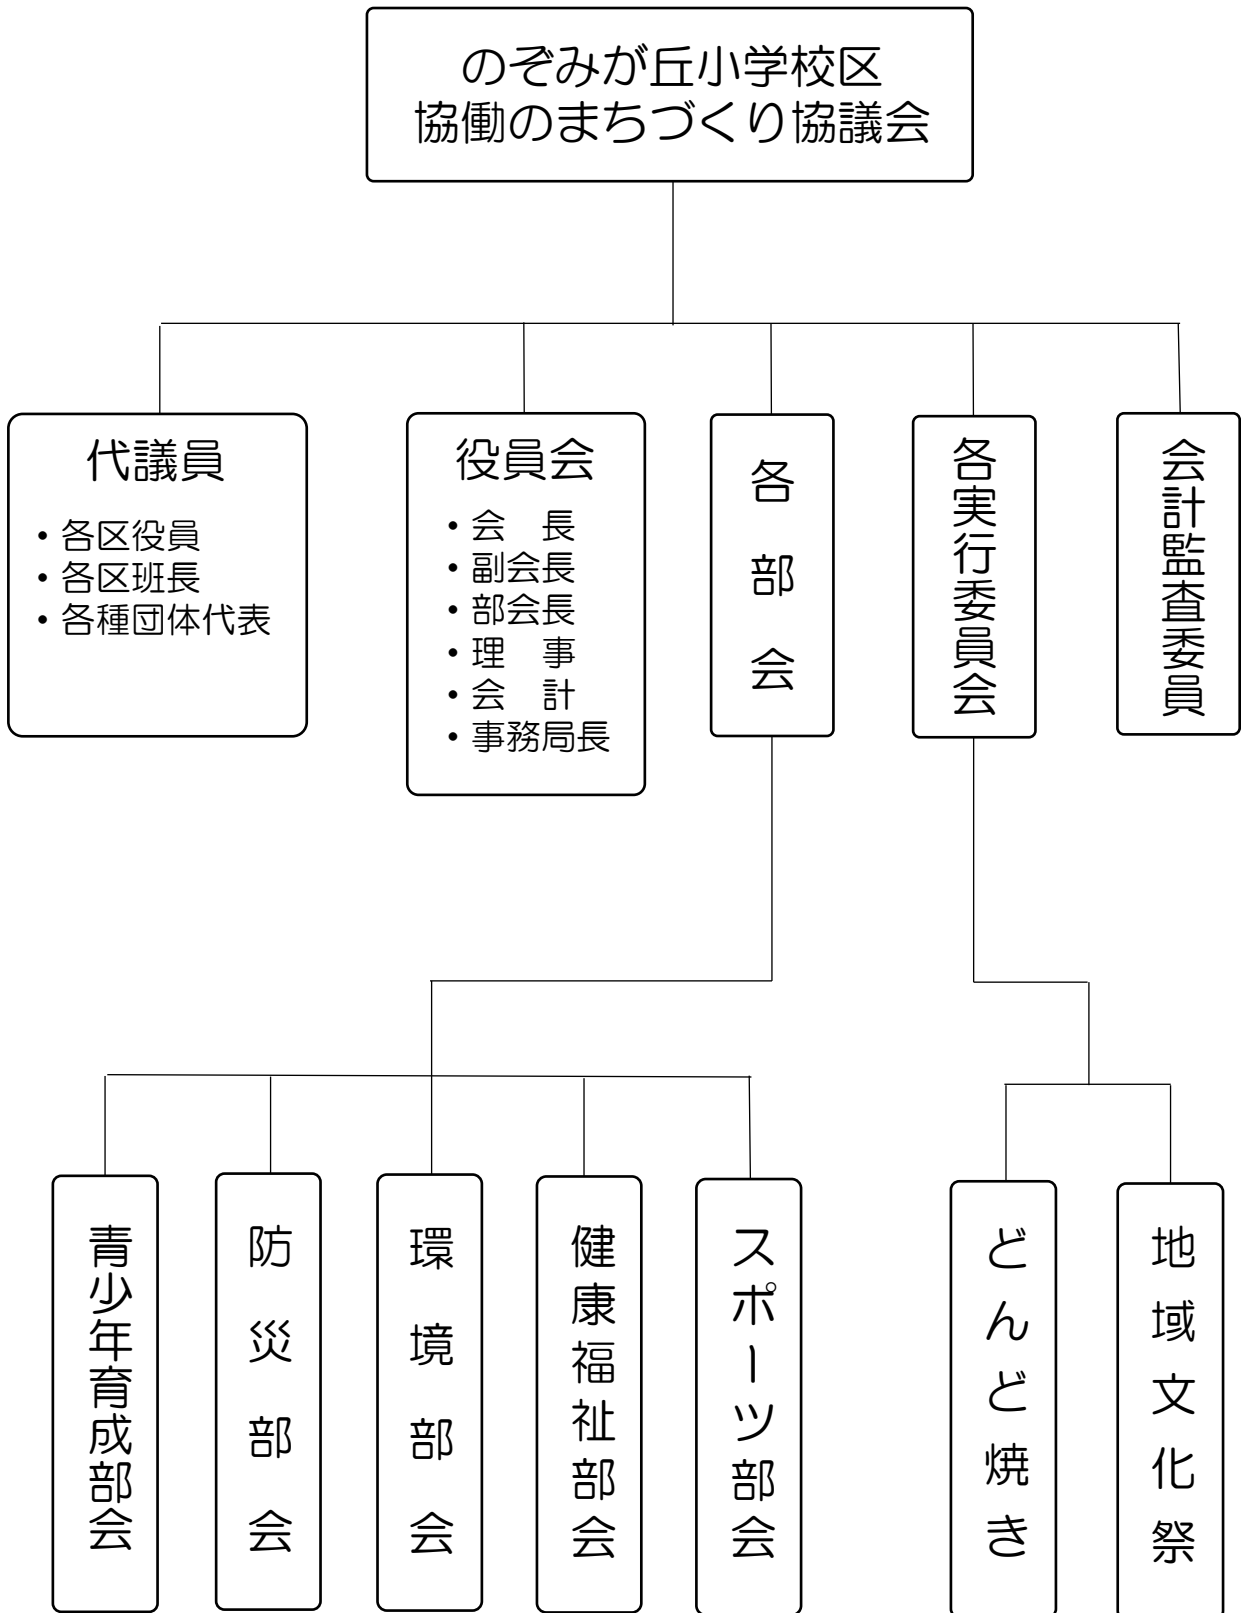 のぞみが丘小学校区
協働のまちづくり協議会
代議員
・各区役員
・各区班長
・各種団体代表
役員会
・会　長
・副会長
・部会長
・理　事
・会　計
・事務局長
各部会
各実行委員会
会計監査委員
青少年育成部会
防災部会
環境部会
健康福祉部会
スポーツ部会
どんど焼き
地域文化祭